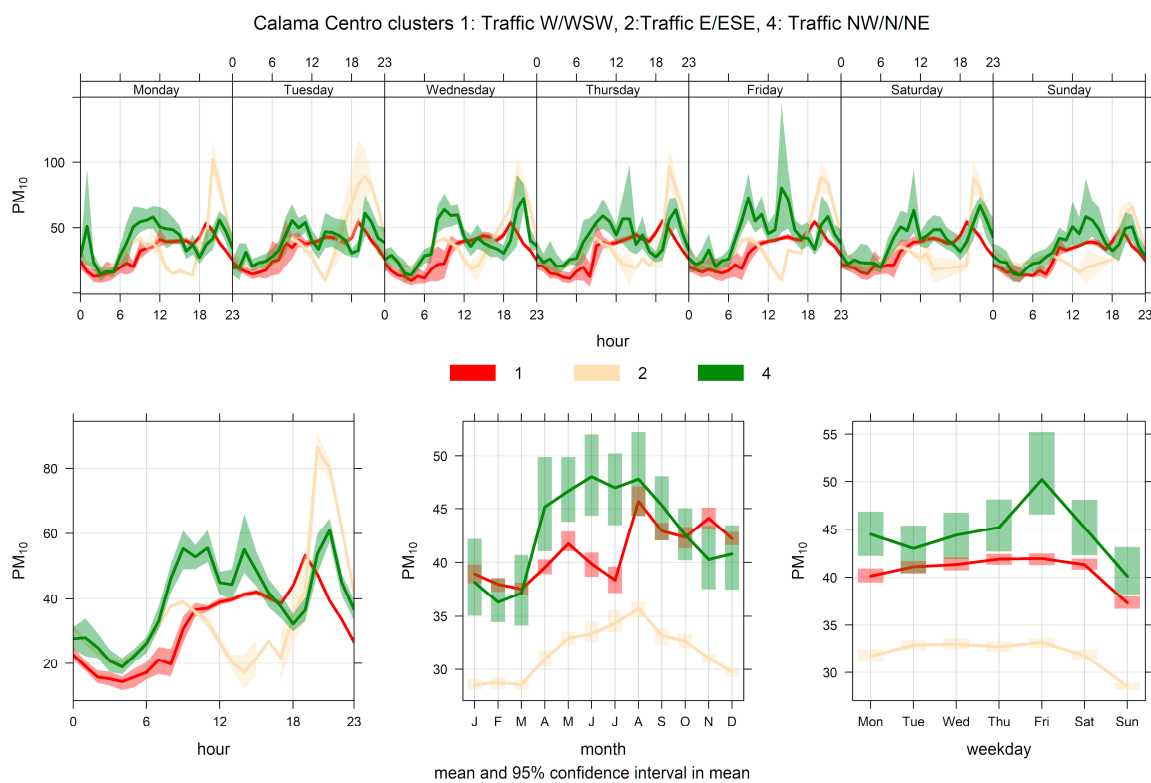 Calama Centro clusters 1: Traffic W/WSW, 2:Traffic E/ESE, 4: Traffic NW/N/NE
0 6 12 18 23 0 6 12 18 23 0 6 12 18 23
Monday Tuesday Wednesday Thursday Friday Saturday Sunday
PM10
100
50
0 6 12 18 23 0 6 12 18 23 0 6 12 18 23 0 6 12 18 23
hour
1 2 4
PM10
80
60
40
20
0 6 12 18 23
hour
PM10
50
45
40
35
30
J F M A M J J A S O N D
month
PM10
55
50
45
40
35
30
Mon Tue Wed Thu Fri Sat Sun
weekday
mean and 95% confidence interval in mean